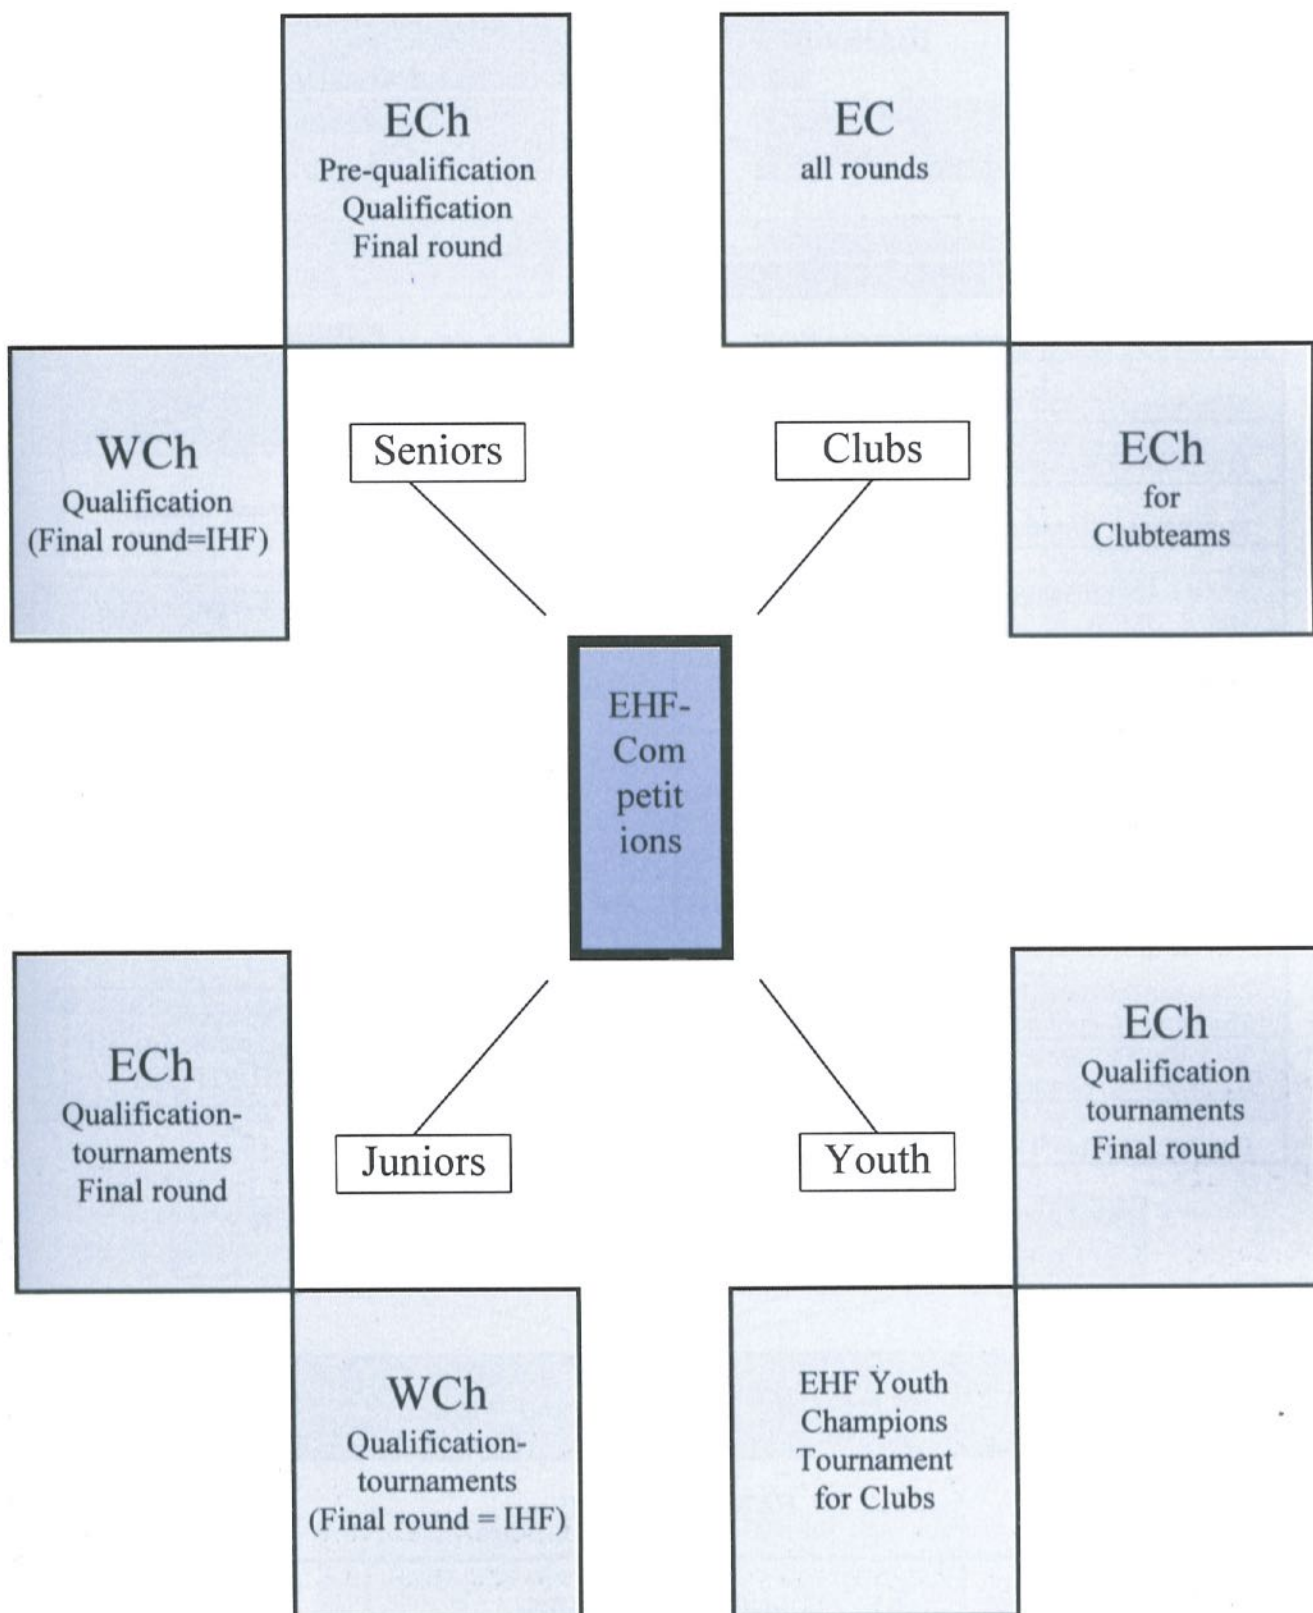 ECh
Pre-qualification
Qualification
Final round
EC
all rounds
WCh
Qualification
(Final round=IHF)
Seniors
Clubs
ECh
for
Clubteams
EHF-
Com
petit
ions
ECh
Qualification-
tournaments
Final round
Juniors
Youth
ECh
Qualification
tournaments
Final round
WCh
Qualification-
tournaments
(Final round = IHF)
EHF Youth
Champions
Tournament
for Clubs